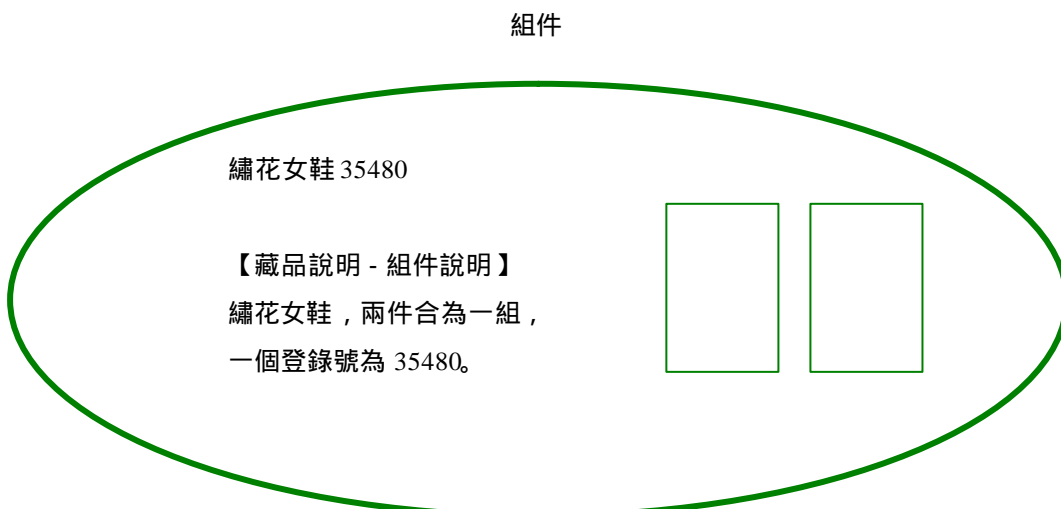 組件
繡花女鞋 35480
【藏品說明 - 組件說明】
繡花女鞋，兩件合為一組，
一個登錄號為 35480。